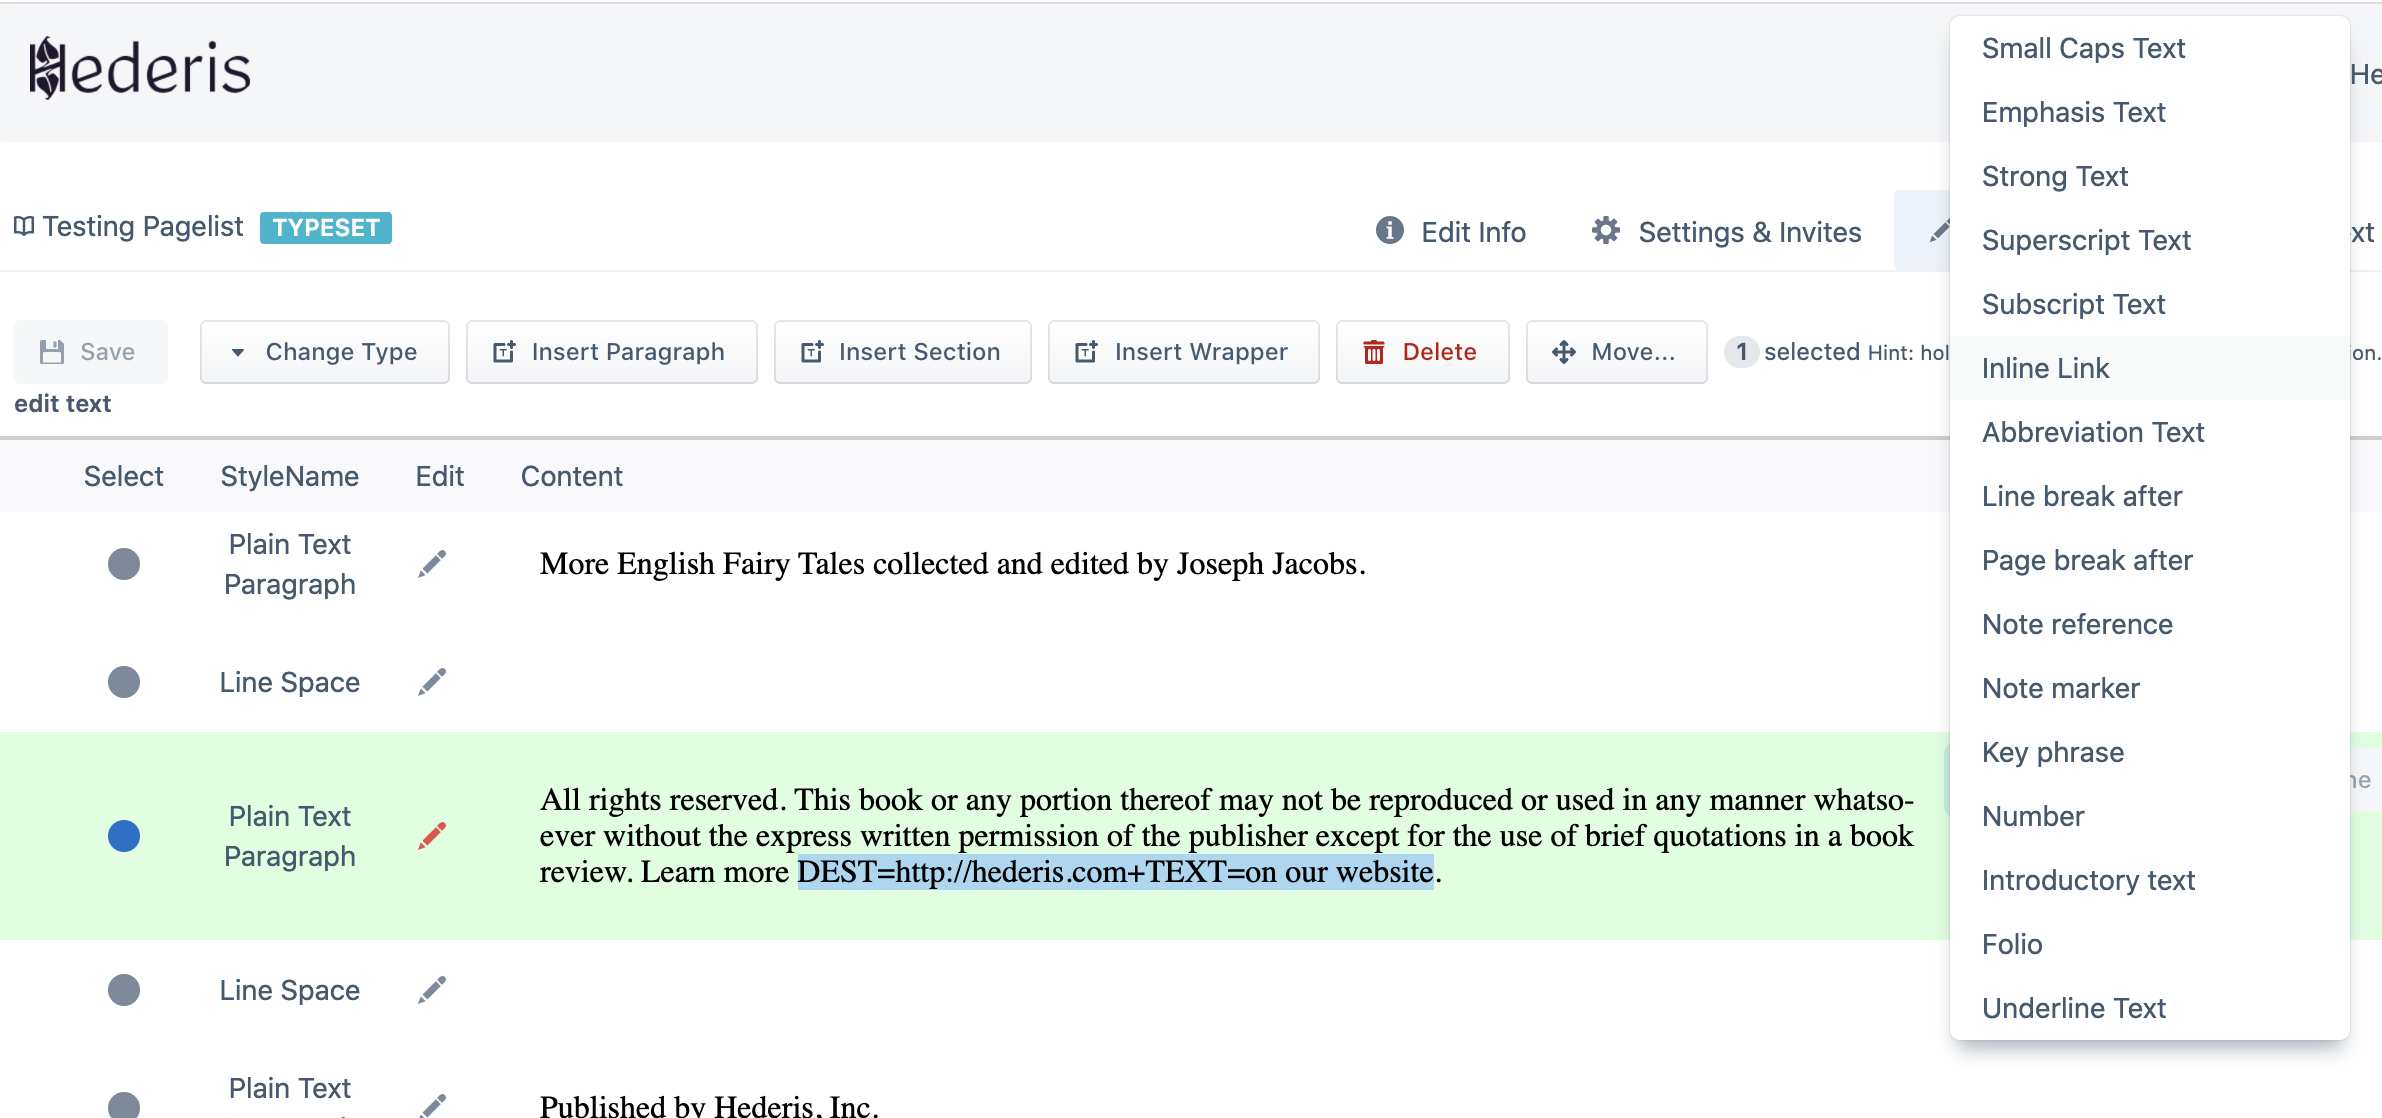 Hederis
Testing Pagelist TYPESET
Edit Info
Settings & Invites
Save
Change Type
Insert Paragraph
Insert Section
Insert Wrapper
Delete
Move...
1 selected Hint:
edit text
Select StyleName Edit Content
Plain Text
Paragraph
More English Fairy Tales collected and edited by Joseph Jacobs.
Line Space
Plain Text
Paragraph
All rights reserved. This book or any portion thereof may not be reproduced or used in any manner whatso-
ever without the express written permission of the publisher except for the use of brief quotations in a book
review. Learn more DEST=http://hederis.com+TEXT=on our website.
Line Space
Plain Text
Published by Hederis, Inc.
Small Caps Text
Emphasis Text
Strong Text
Superscript Text
Subscript Text
Inline Link
Abbreviation Text
Line break after
Page break after
Note reference
Note marker
Key phrase
Number
Introductory text
Folio
Underline Text